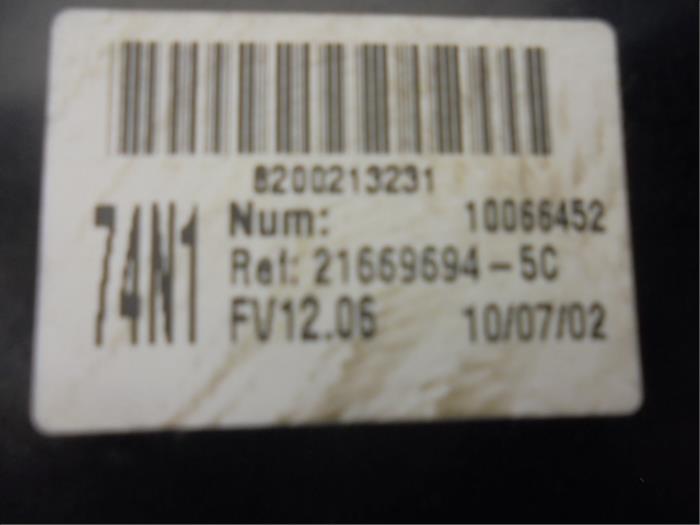 8200213231
74N1
Num: 10066452
Ref: 21669694-5C
FV12.06 10/07/02